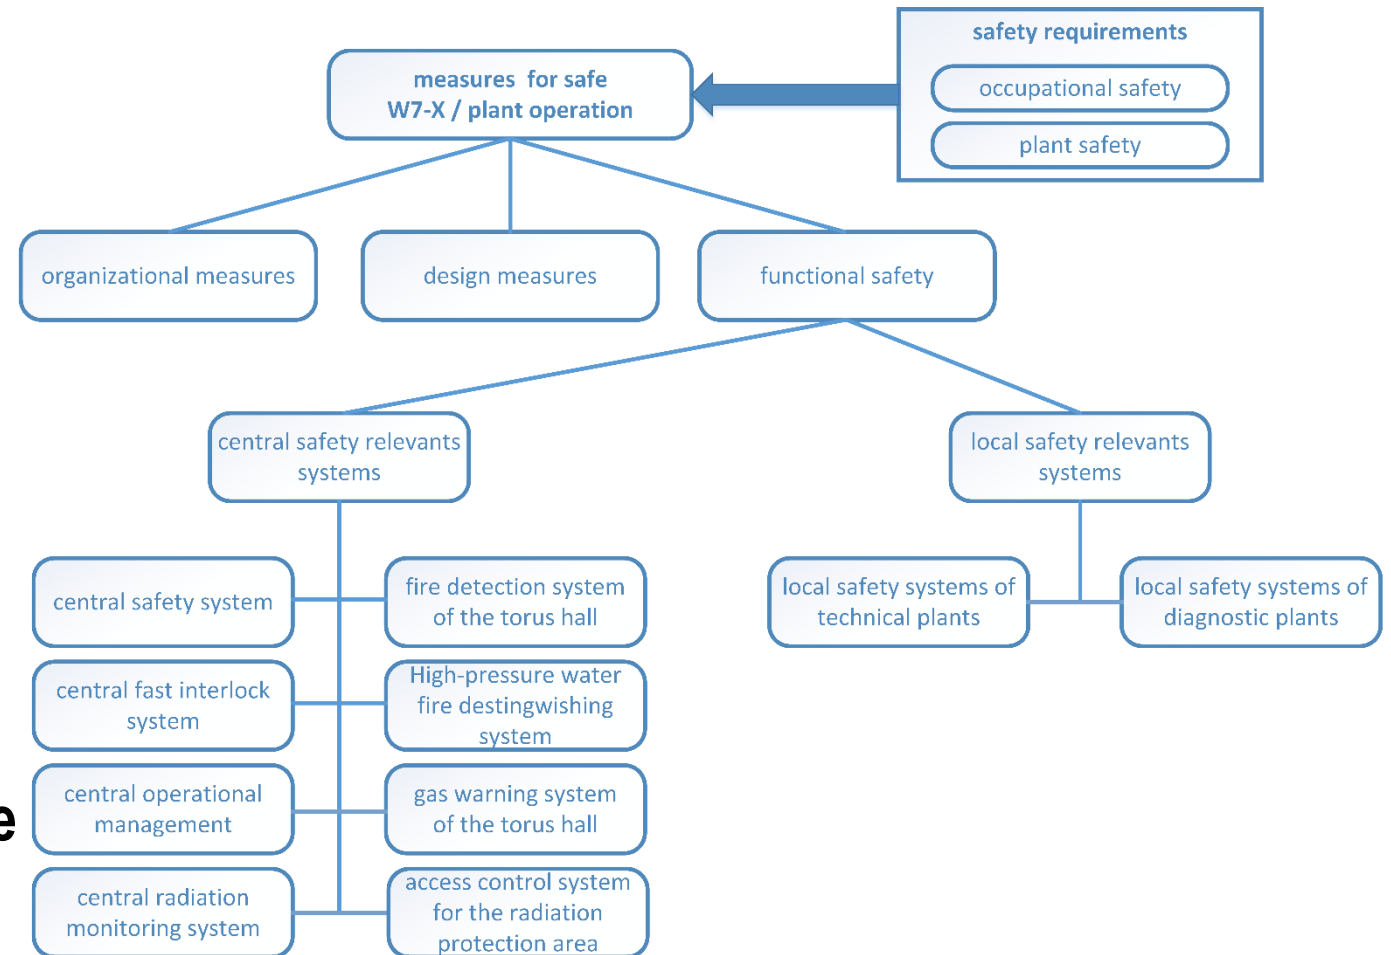 safety requirements
occupational safety
plant safety
measures for safe
W7-X / plant operation
organizational measures
design measures
functional safety
central safety relevants
systems
local safety relevants
systems
central safety system
fire detection system
of the torus hall
local safety systems of
technical plants
local safety systems of
diagnostic plants
central fast interlock
system
High-pressure water
fire destingwishing
system
central operational
management
gas warning system
of the torus hall
e
central radiation
monitoring system
access control system
for the radiation
protection area